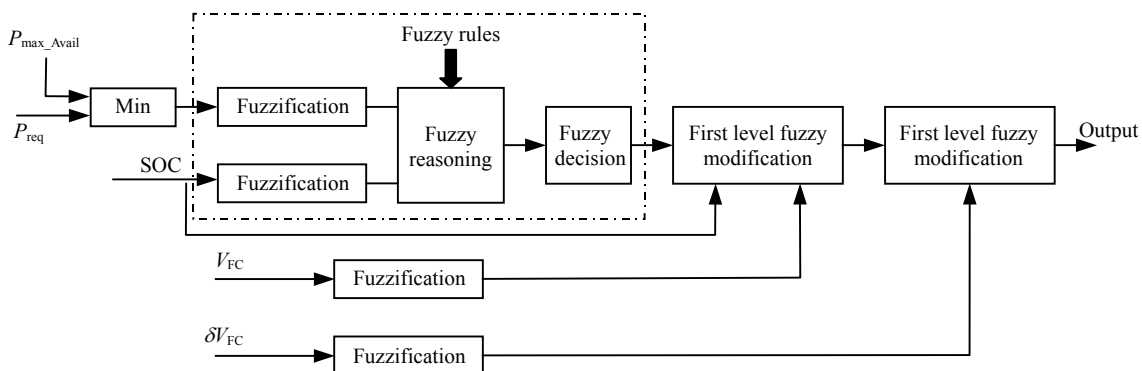 Fuzzy rules
P_max_Avail
Min
P_req
Fuzzification
Fuzzy
reasoning
Fuzzy
decision
First level fuzzy
modification
First level fuzzy
modification
Output
SOC
Fuzzification
V_FC
Fuzzification
δV_FC
Fuzzification